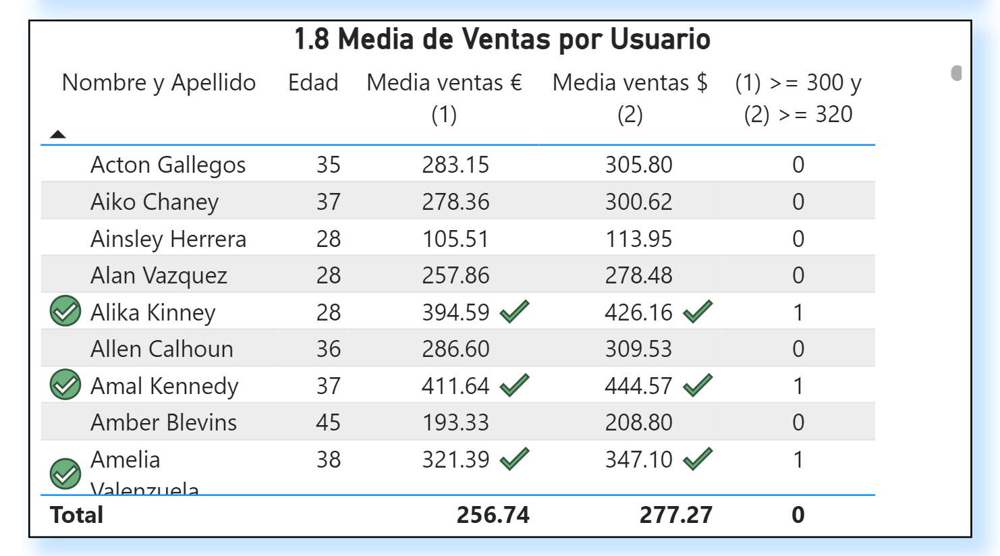 1.8 Media de Ventas por Usuario
Nombre y Apellido Edad Media ventas € Media ventas $ (1) >= 300 y
(1) (2) (2) >= 320
Acton Gallegos 35 283.15 305.80 0
Aiko Chaney 37 278.36 300.62 0
Ainsley Herrera 28 105.51 113.95 0
Alan Vazquez 28 257.86 278.48 0
Alika Kinney 28 394.59 426.16 1
Allen Calhoun 36 286.60 309.53 0
Amal Kennedy 37 411.64 444.57 1
Amber Blevins 45 193.33 208.80 0
Amelia 38 321.39 347.10 1
Valenzuela
Total 256.74 277.27 0